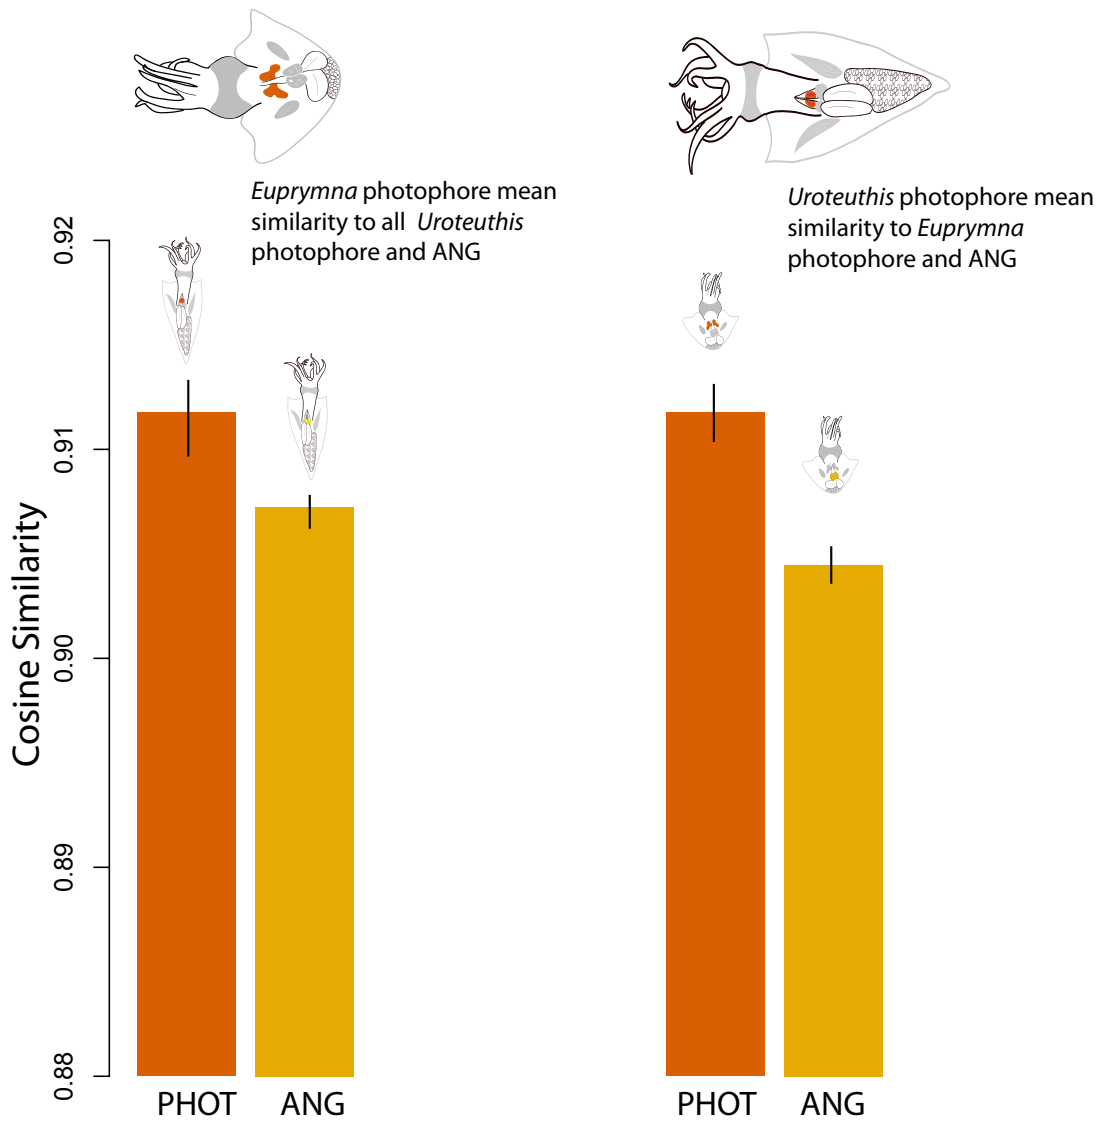 Euprymna photophore mean
similarity to all Uroteuthis
photophore and ANG
Uroteuthis photophore mean
similarity to Euprymna
photophore and ANG
Cosine Similarity
0.92
0.91
0.90
0.89
0.88
PHOT ANG
PHOT ANG